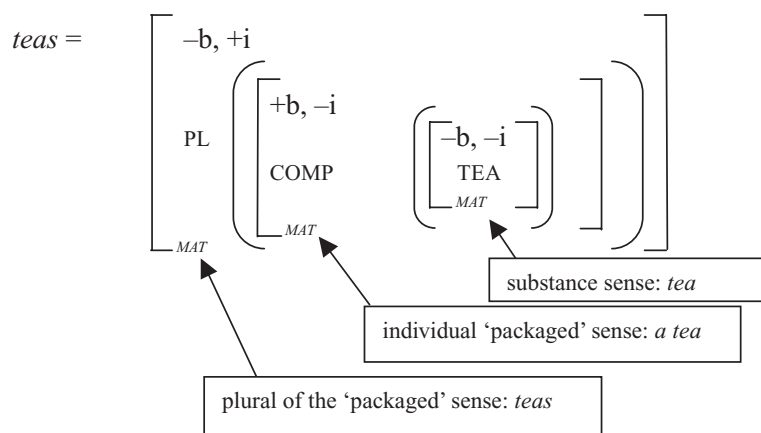 teas =
–b, +i
+b, –i
PL
–b, –i
COMP
TEA
MAT
MAT
MAT
substance sense: tea
individual ‘packaged’ sense: a tea
plural of the ‘packaged’ sense: teas